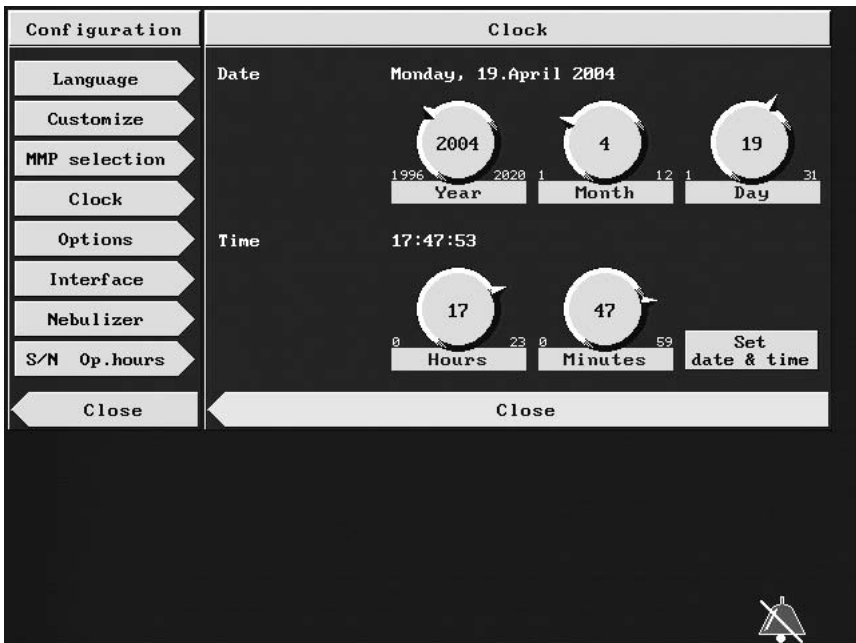 Configuration
Clock
Language
Customize
MMP selection
Clock
Options
Interface
Nebulizer
S/N Op.hours
Close
Date
Monday, 19.April 2004
2004
1996 2020
Year
4
1 12
Month
19
1 31
Day
Time
17:47:53
17
0 23
Hours
47
0 59
Minutes
Set
date & time
Close